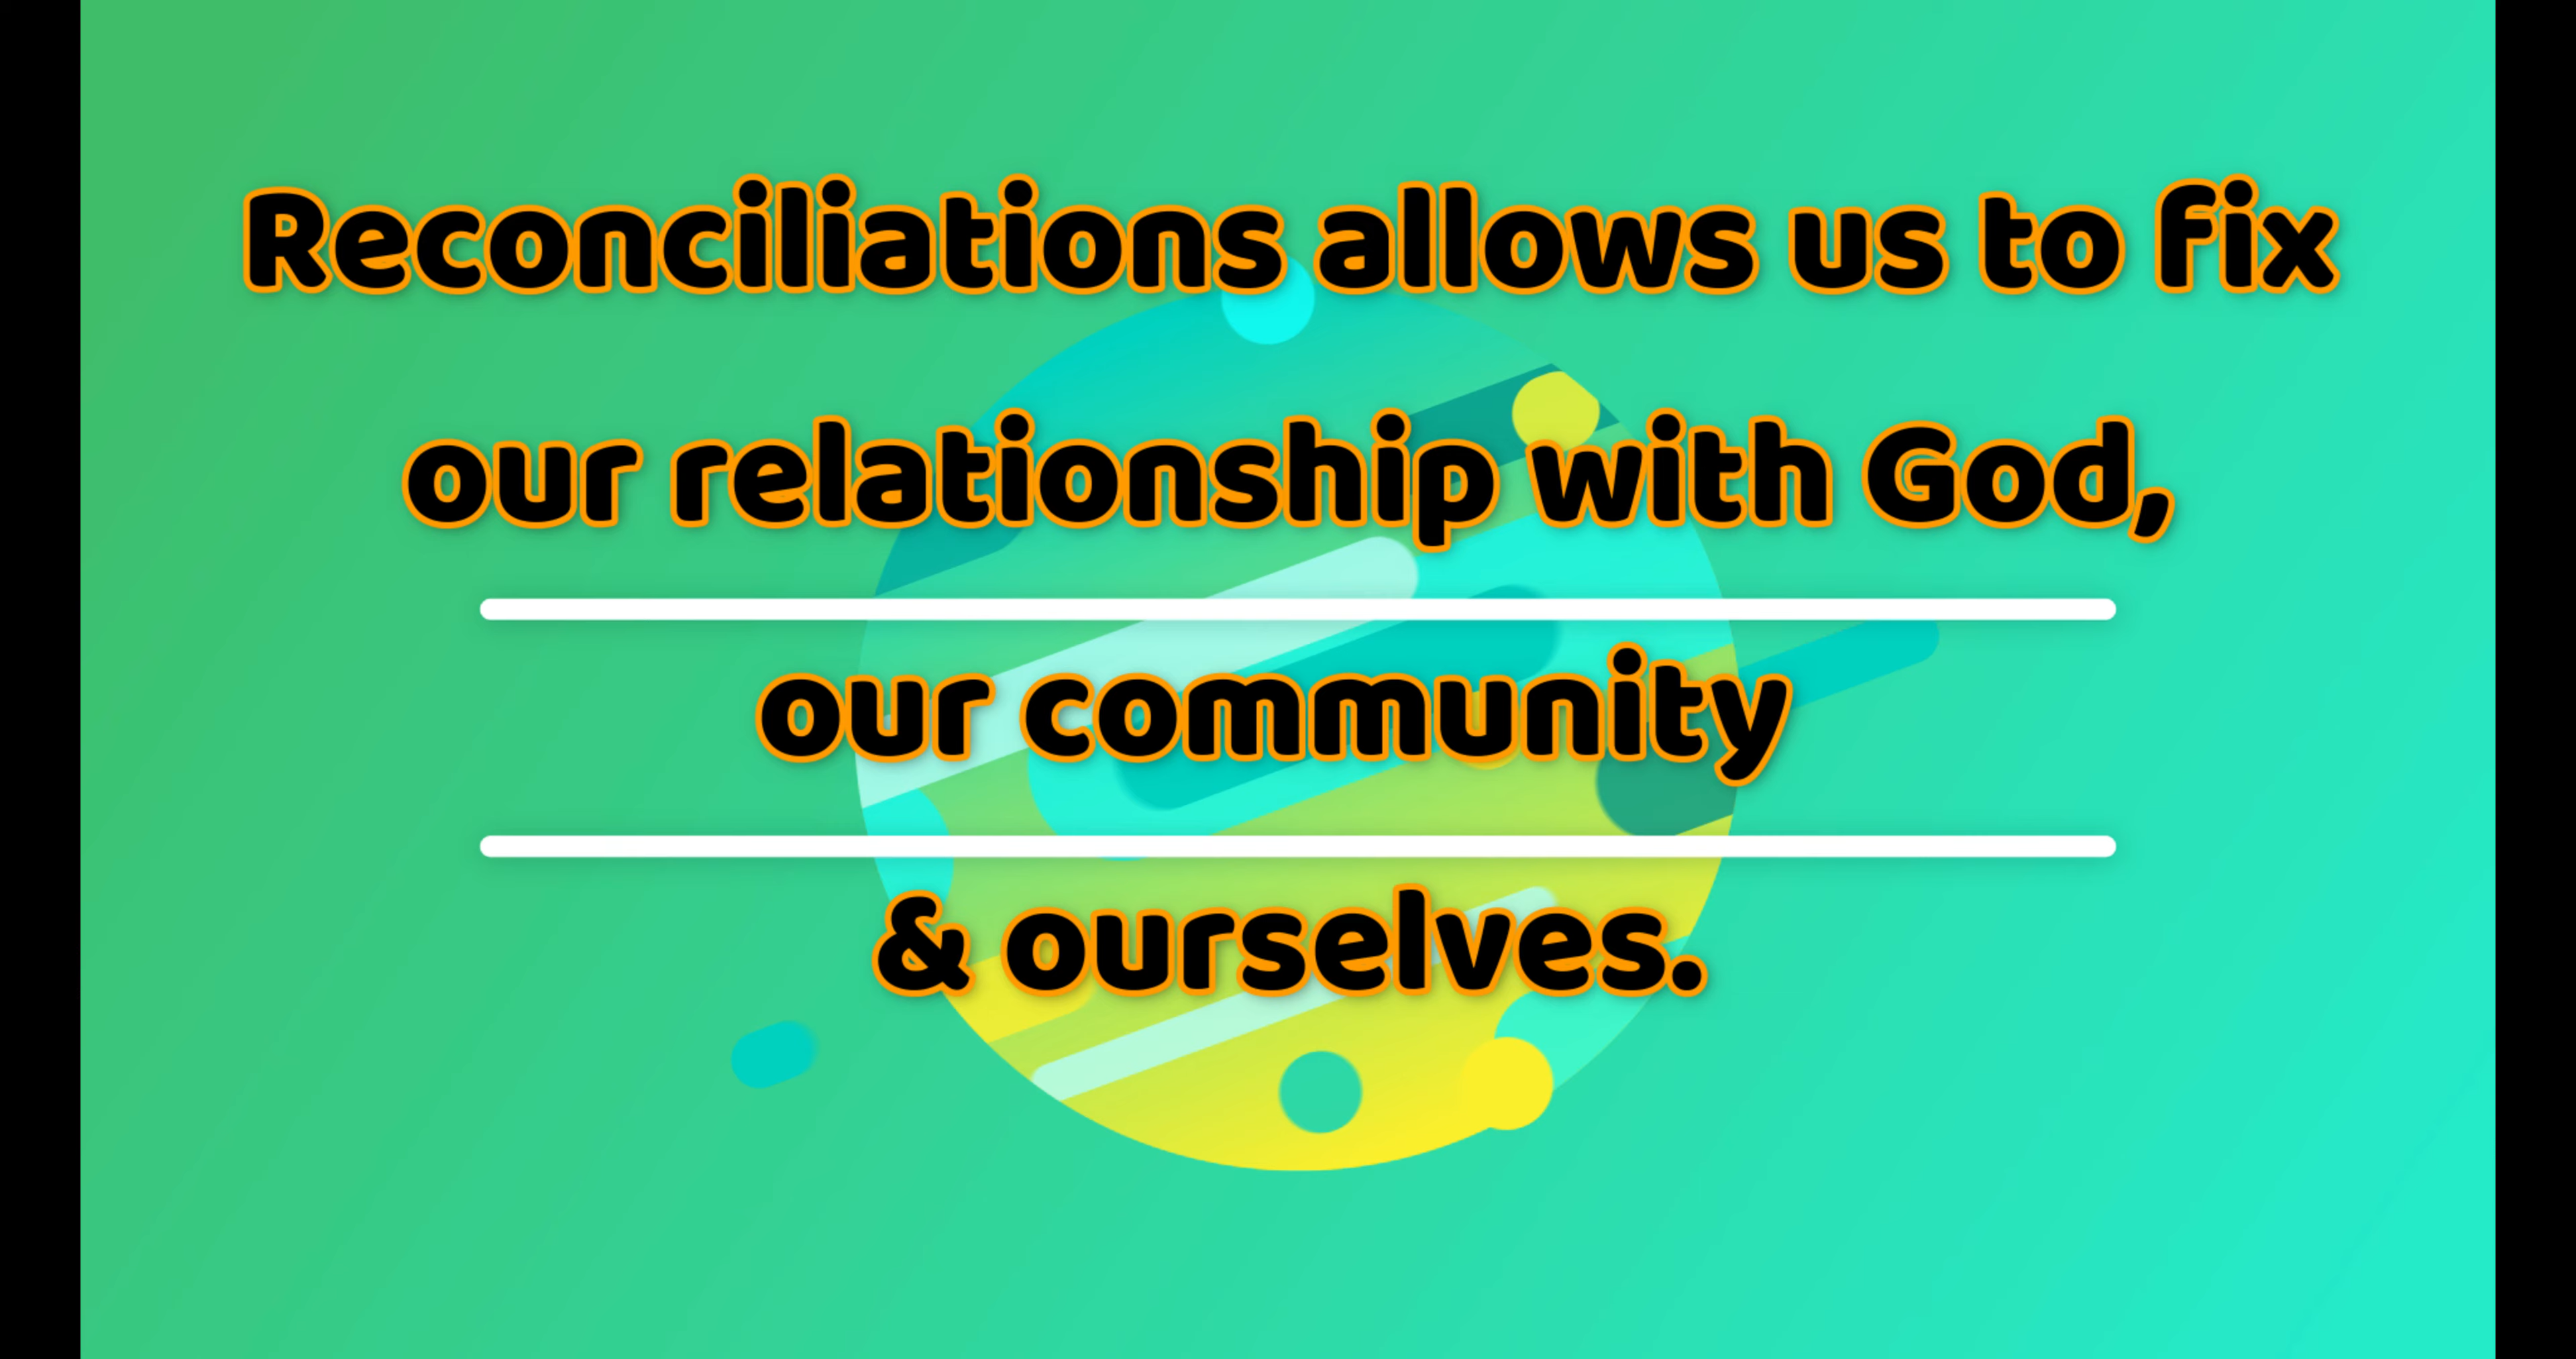 Reconciliations allows us to fix
our relationship with God,
our community
& ourselves.